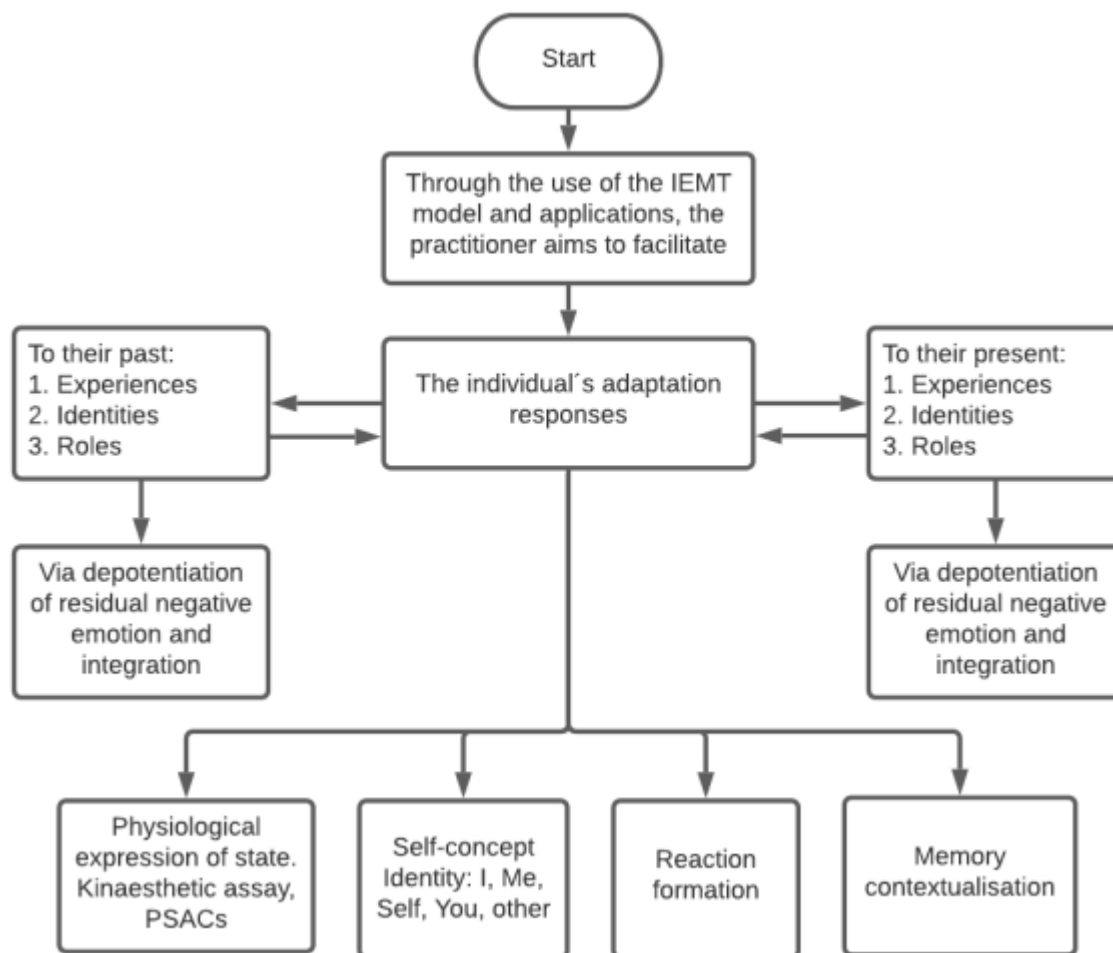 Start
Through the use of the IEMT
model and applications, the
practitioner aims to facilitate
To their past:
1. Experiences
2. Identities
3. Roles
The individual´s adaptation
responses
To their present:
1. Experiences
2. Identities
3. Roles
Via depotentiation
of residual negative
emotion and
integration
Via depotentiation
of residual negative
emotion and
integration
Physiological
expression of state.
Kinaesthetic assay,
PSACs
Self-concept
Identity: I, Me,
Self, You, other
Reaction
formation
Memory
contextualisation